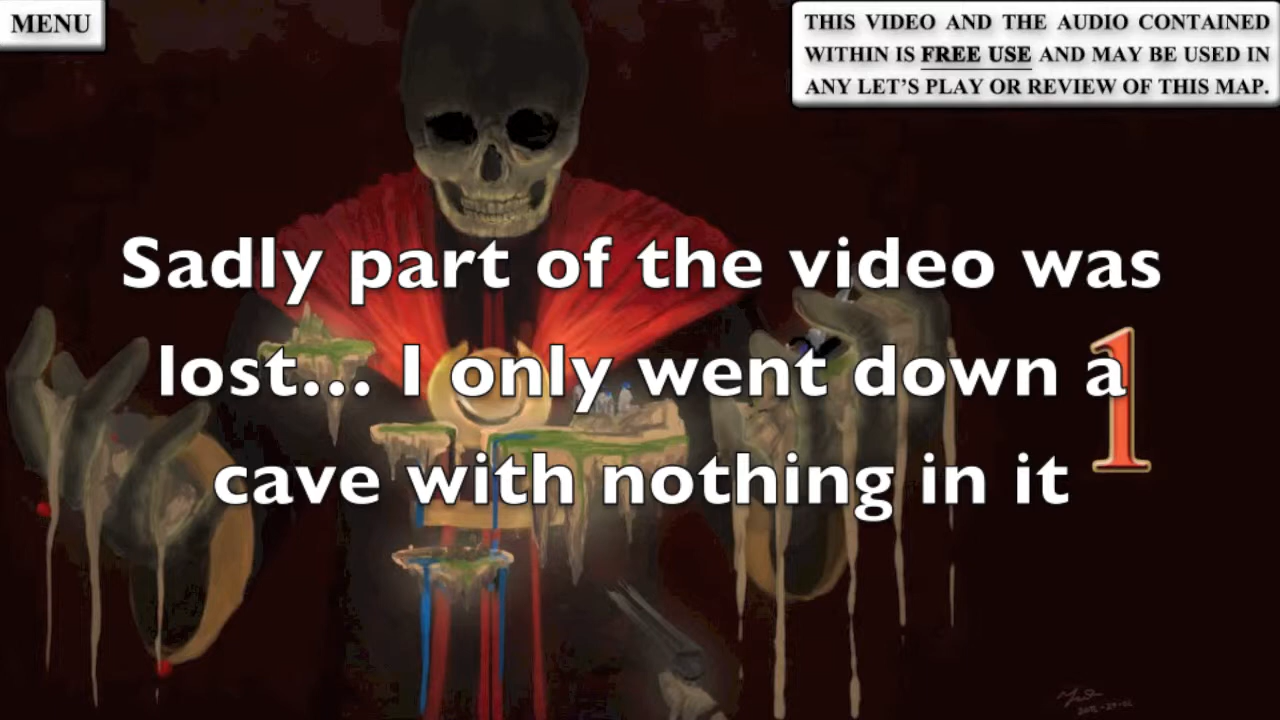 MENU
THIS VIDEO AND THE AUDIO CONTAINED
WITHIN IS FREE USE AND MAY BE USED IN
ANY LET'S PLAY OR REVIEW OF THIS MAP.
Sadly part of the video was
lost... I only went down a
cave with nothing in it
1